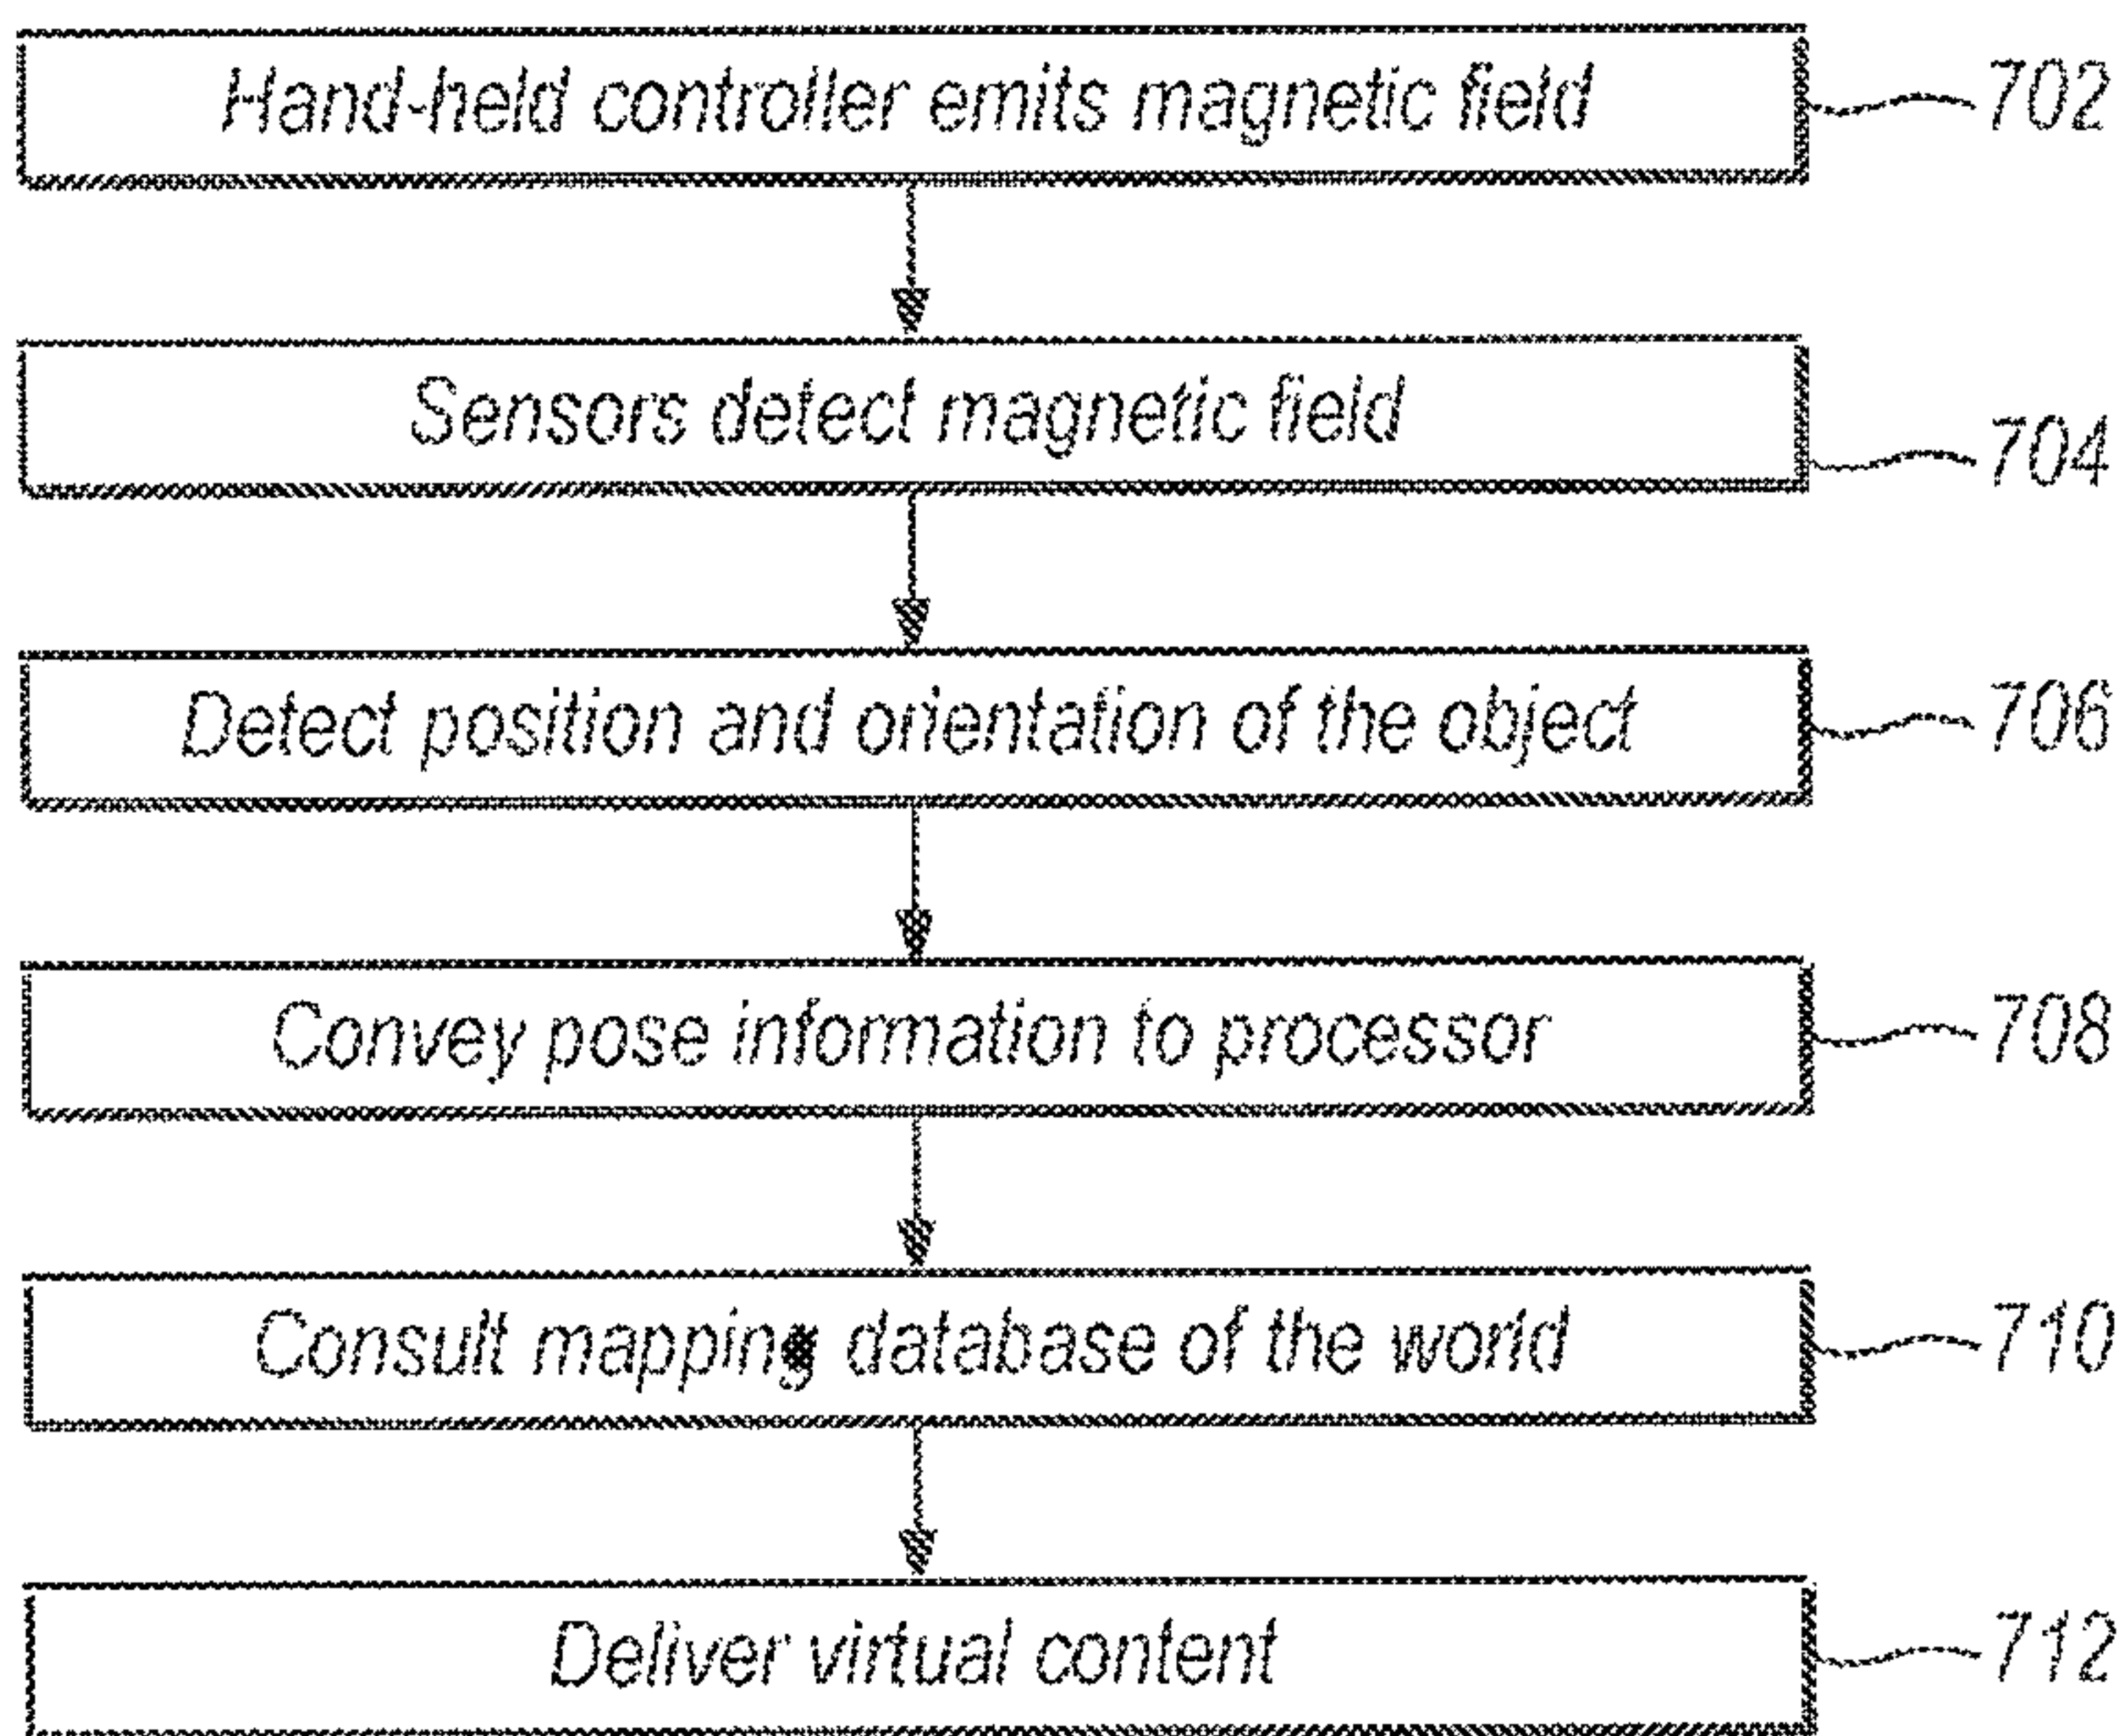 Hand-held controller emits magnetic field 702
Sensors detect magnetic field 704
Detect position and orientation of the object 706
Convey pose information to processor 708
Consult mapping database of the world 710
Deliver virtual content 712